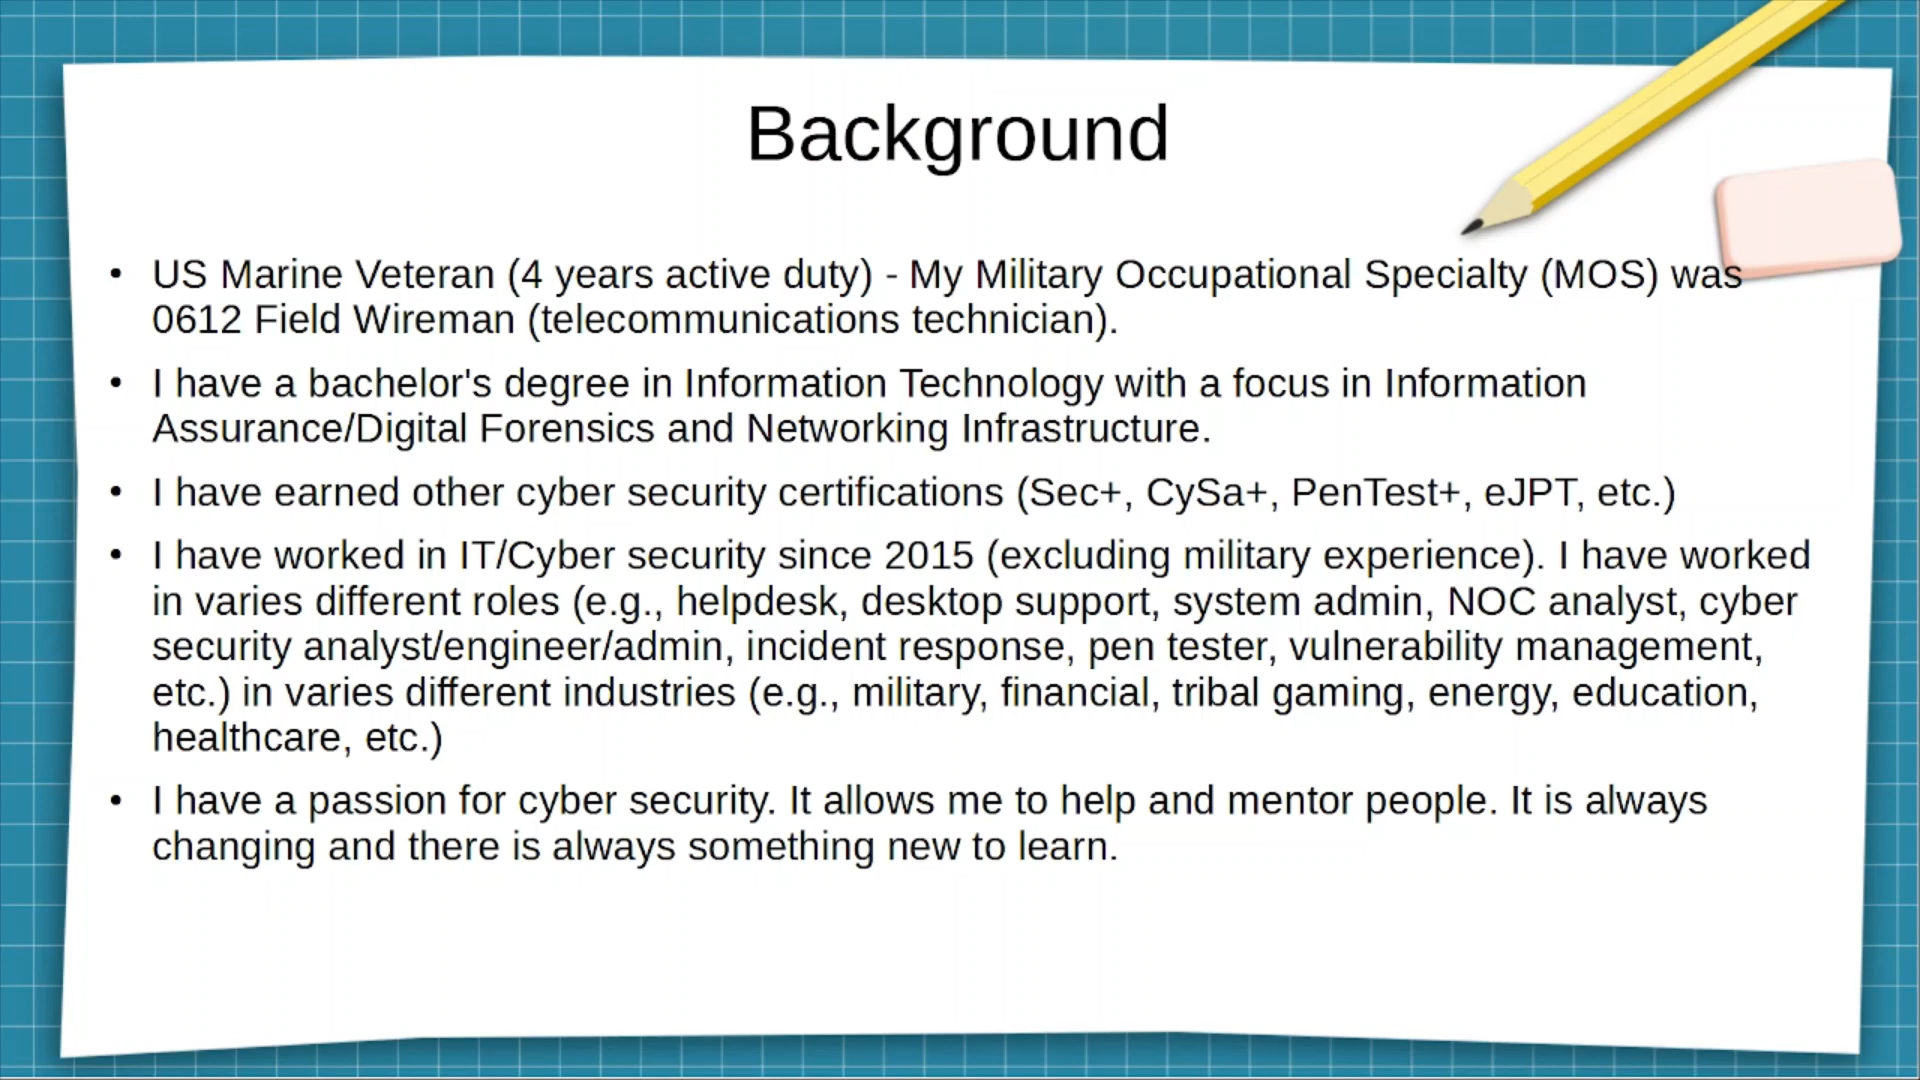 Background
• US Marine Veteran (4 years active duty) - My Military Occupational Specialty (MOS) was
0612 Field Wireman (telecommunications technician).
• I have a bachelor's degree in Information Technology with a focus in Information
Assurance/Digital Forensics and Networking Infrastructure.
• I have earned other cyber security certifications (Sec+, CySa+, PenTest+, eJPT, etc.)
• I have worked in IT/Cyber security since 2015 (excluding military experience). I have worked
in varies different roles (e.g., helpdesk, desktop support, system admin, NOC analyst, cyber
security analyst/engineer/admin, incident response, pen tester, vulnerability management,
etc.) in varies different industries (e.g., military, financial, tribal gaming, energy, education,
healthcare, etc.)
• I have a passion for cyber security. It allows me to help and mentor people. It is always
changing and there is always something new to learn.